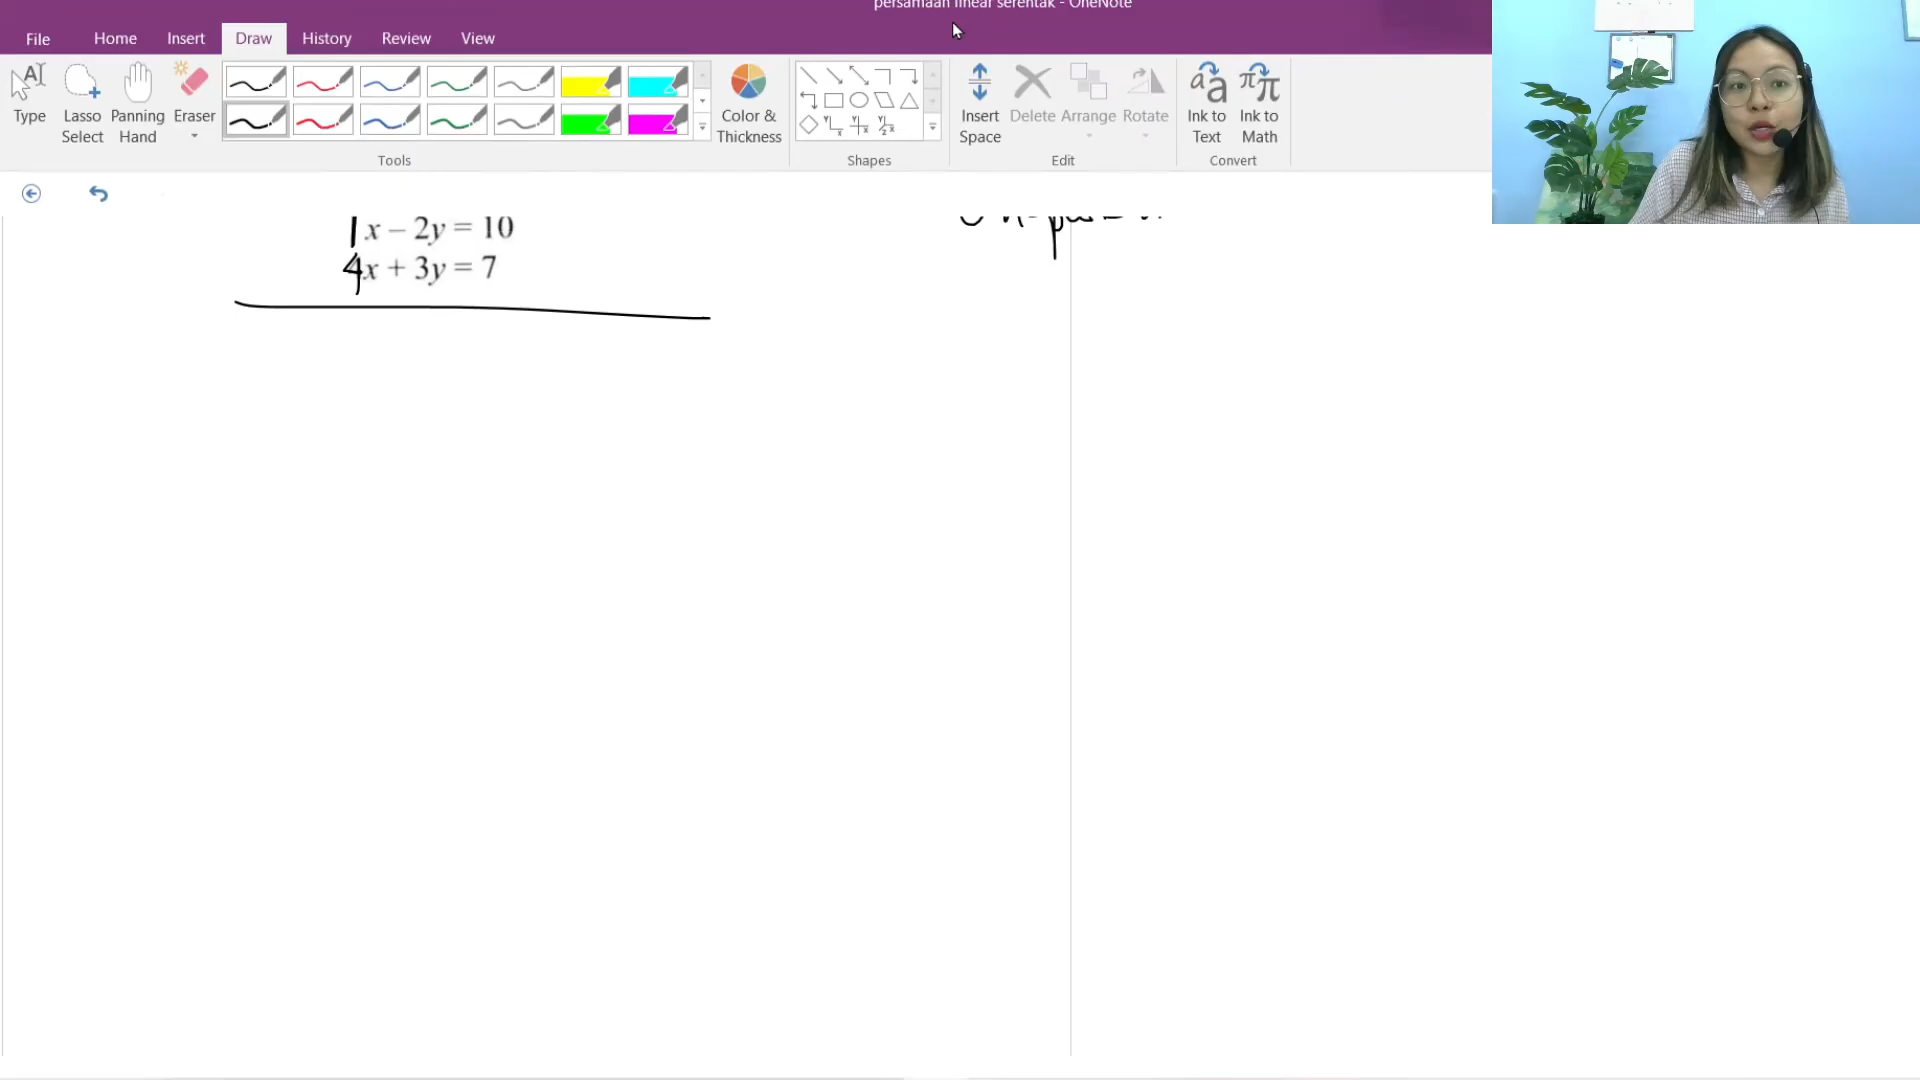 persamaan linear serentak - OneNote
File Home Insert Draw History Review View
Type
Lasso Select
Panning Hand
Eraser
Color & Thickness
Insert Space
Delete
Arrange
Rotate
Ink to Text
Ink to Math
Tools Shapes Edit Convert
1x – 2y = 10
4x + 3y = 7